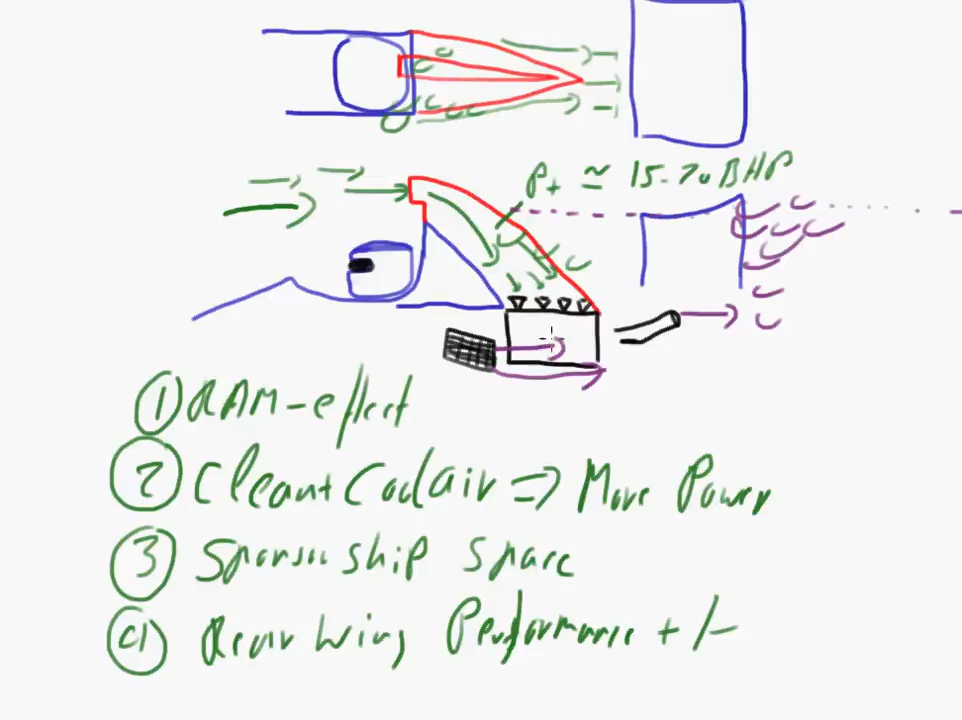 P+ ≃ 15-20 BHP
① RAM-effect
② Clean+ Cool air => More Power
③ Sponsorship Space
④ Rear Wing Performance +/-